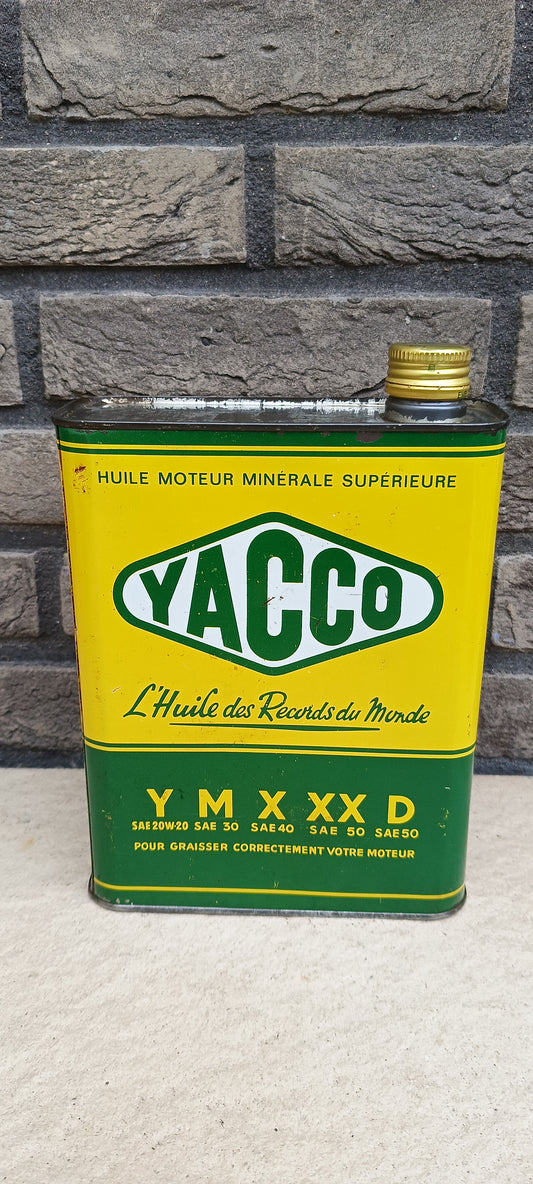 HUILE MOTEUR MINÉRALE SUPÉRIEURE
YACCO
L'Huile des Records du Monde
Y M X XX D
SAE 20W-20 SAE 30 SAE 40 SAE 50 SAE 50
POUR GRAISSER CORRECTEMENT VOTRE MOTEUR